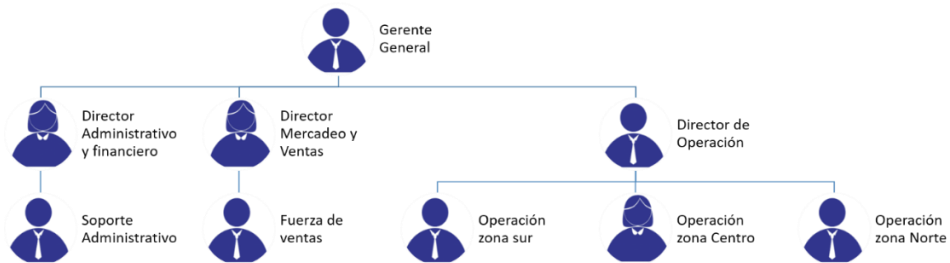 Gerente
General
Director
Administrativo
y financiero
Director
Mercadeo y
Ventas
Director de
Operación
Soporte
Administrativo
Fuerza de
ventas
Operación
zona sur
Operación
zona Centro
Operación
zona Norte